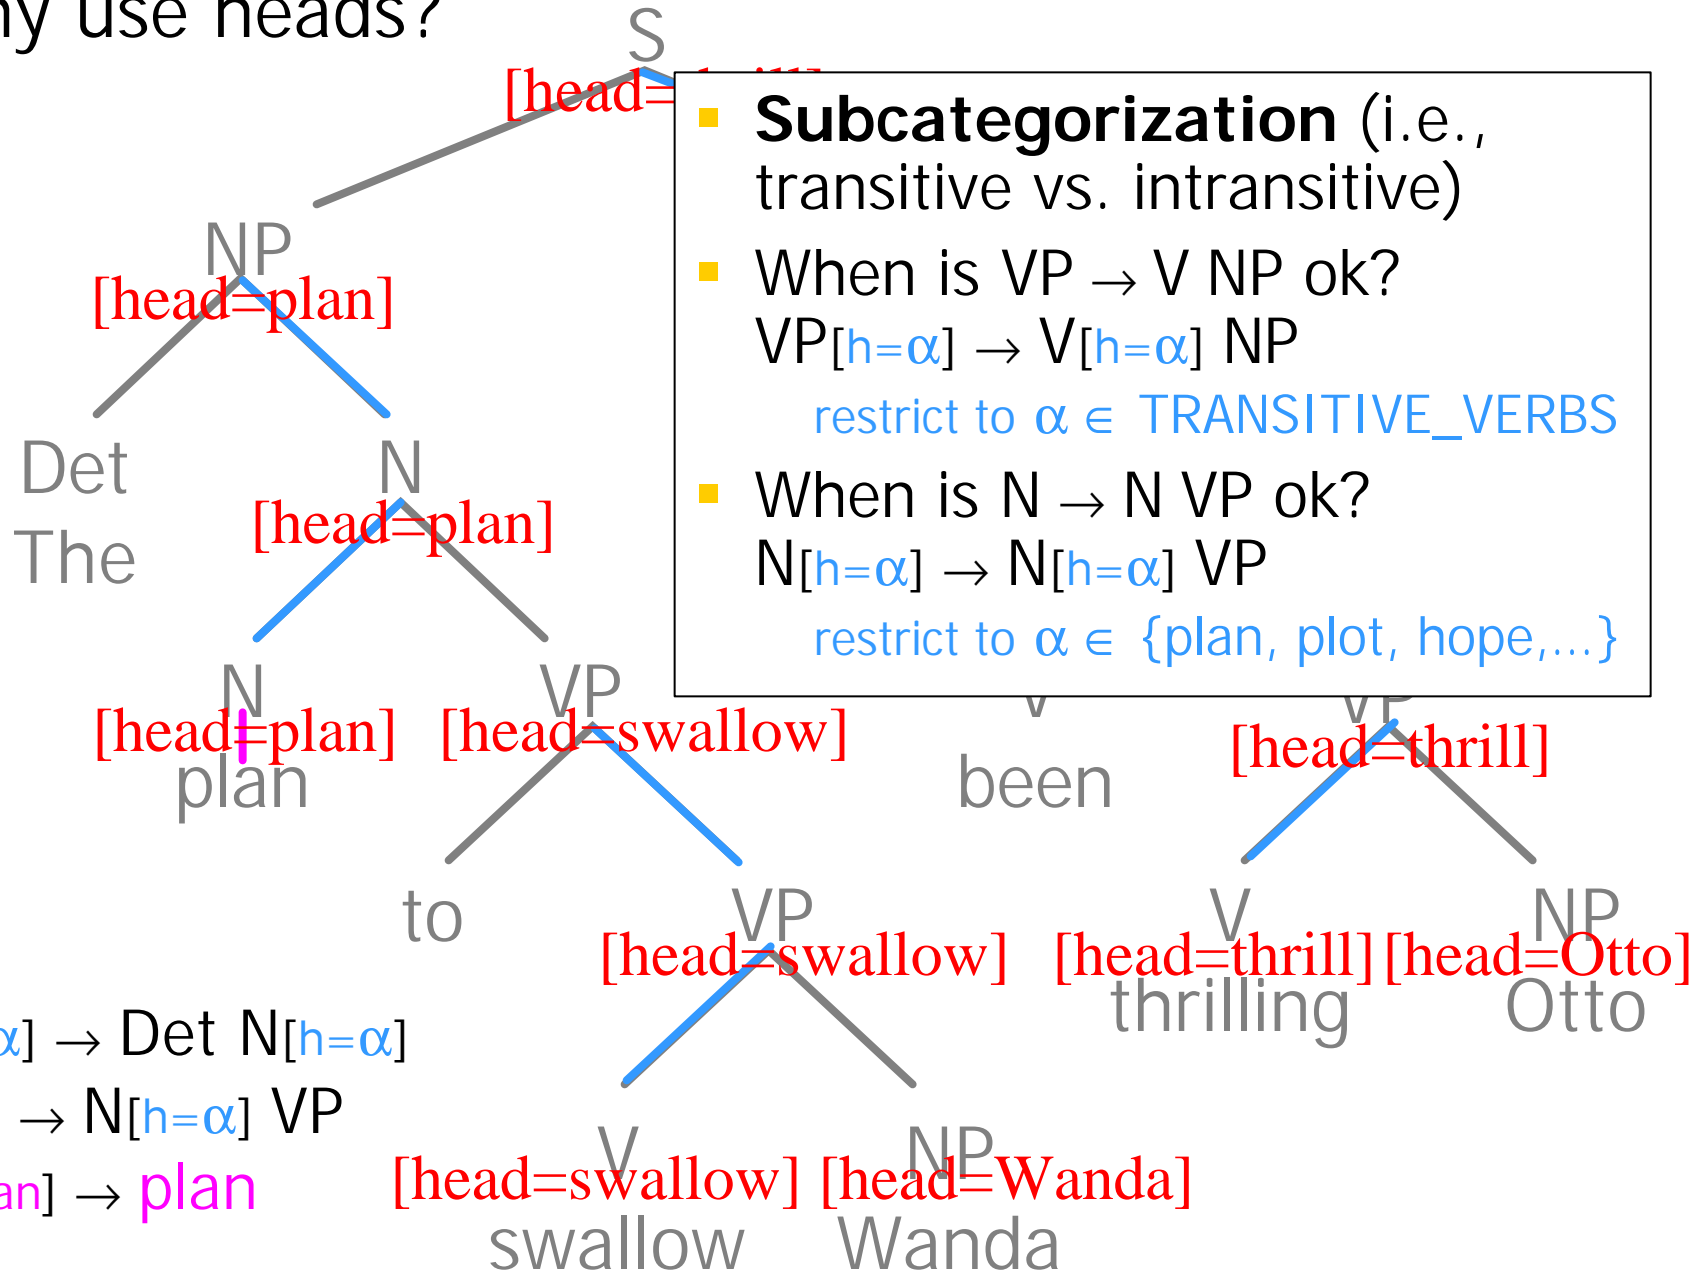 use heads?
S
[head=
Subcategorization (i.e.,
transitive vs. intransitive)
When is VP → V NP ok?
VP[h=α] → V[h=α] NP
restrict to α ∈ TRANSITIVE_VERBS
When is N → N VP ok?
N[h=α] → N[h=α] VP
restrict to α ∈ {plan, plot, hope,...}
NP
[head=plan]
Det
N
The
[head=plan]
N
VP
VP
[head=plan]
[head=swallow]
[head=thrill]
plan
been
to
VP
V
NP
[head=swallow]
[head=thrill]
[head=Otto]
thrilling
Otto
α] → Det N[h=α]
→ N[h=α] VP
] → plan
V
NP
[head=swallow]
[head=Wanda]
swallow
Wanda